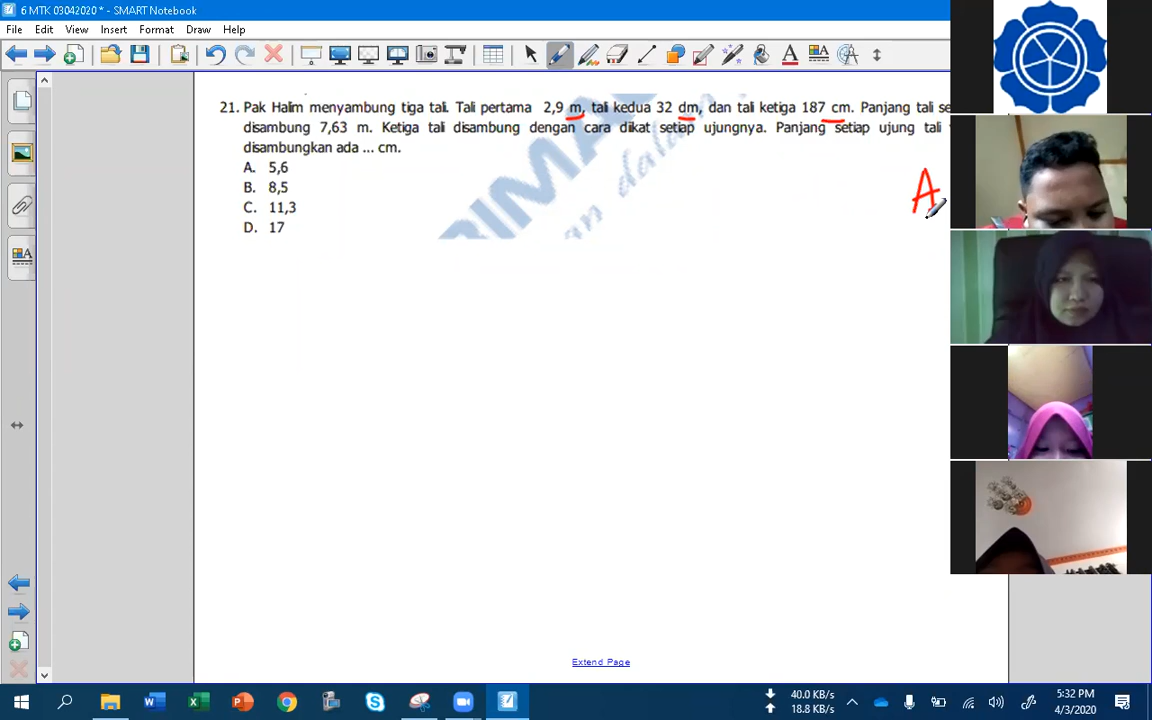 6 MTK 03042020 * - SMART Notebook
File Edit View Insert Format Draw Help
21. Pak Halim menyambung tiga tali. Tali pertama 2,9 m, tali kedua 32 dm, dan tali ketiga 187 cm. Panjang tali se
disambung 7,63 m. Ketiga tali disambung dengan cara diikat setiap ujungnya. Panjang setiap ujung tali
disambungkan ada ... cm.
A. 5,6
B. 8,5
C. 11,3
D. 17
A
RIMA
dan dalam
Extend Page
40.0 KB/s
18.8 KB/s
5:32 PM
4/3/2020